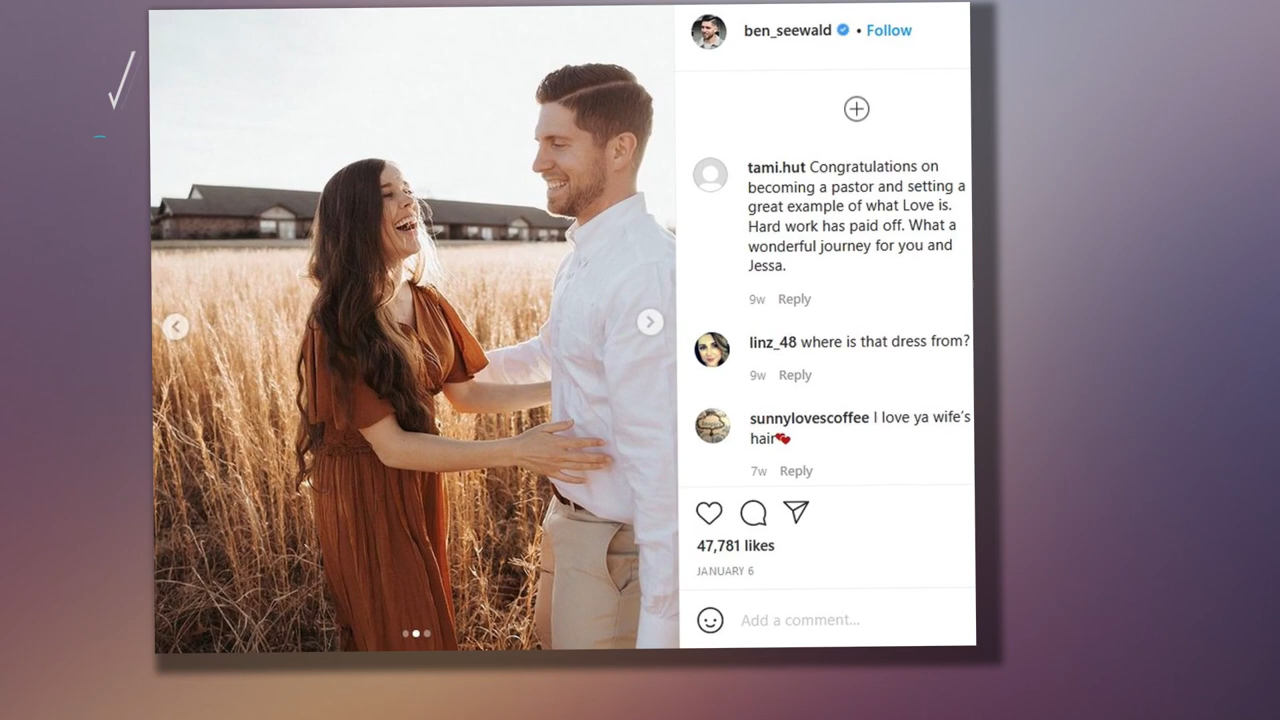 ben_seewald • Follow
tami.hut Congratulations on
becoming a pastor and setting a
great example of what Love is.
Hard work has paid off. What a
wonderful journey for you and
Jessa.
9w Reply
linz_48 where is that dress from?
9w Reply
sunnylovescoffee I love ya wife's
hair💕
7w Reply
47,781 likes
JANUARY 6
Add a comment...